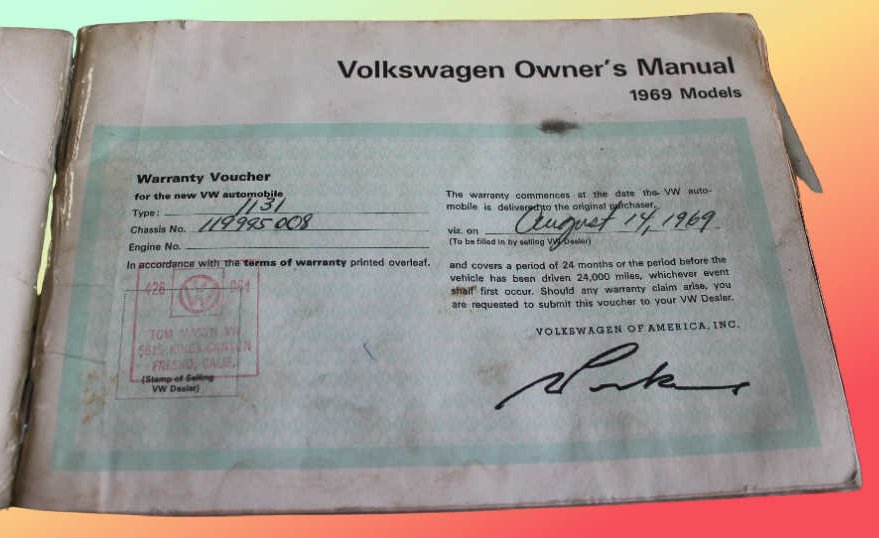 Volkswagen Owner's Manual
1969 Models
Warranty Voucher
for the new VW automobile
Type: 1131
Chassis No. 119995008
Engine No.
In accordance with the terms of warranty printed overleaf.
426
VW
TOM
5615 KINGS CANYON
FRESNO, CALIF.
(Stamp of Selling
VW Dealer)
The warranty commences at the date the VW auto-
mobile is delivered to the original purchaser,
viz. on August 14, 1969
(To be filled in by selling VW Dealer)
and covers a period of 24 months or the period before the
vehicle has been driven 24,000 miles, whichever event
shall first occur. Should any warranty claim arise, you
are requested to submit this voucher to your VW Dealer.
VOLKSWAGEN OF AMERICA, INC.